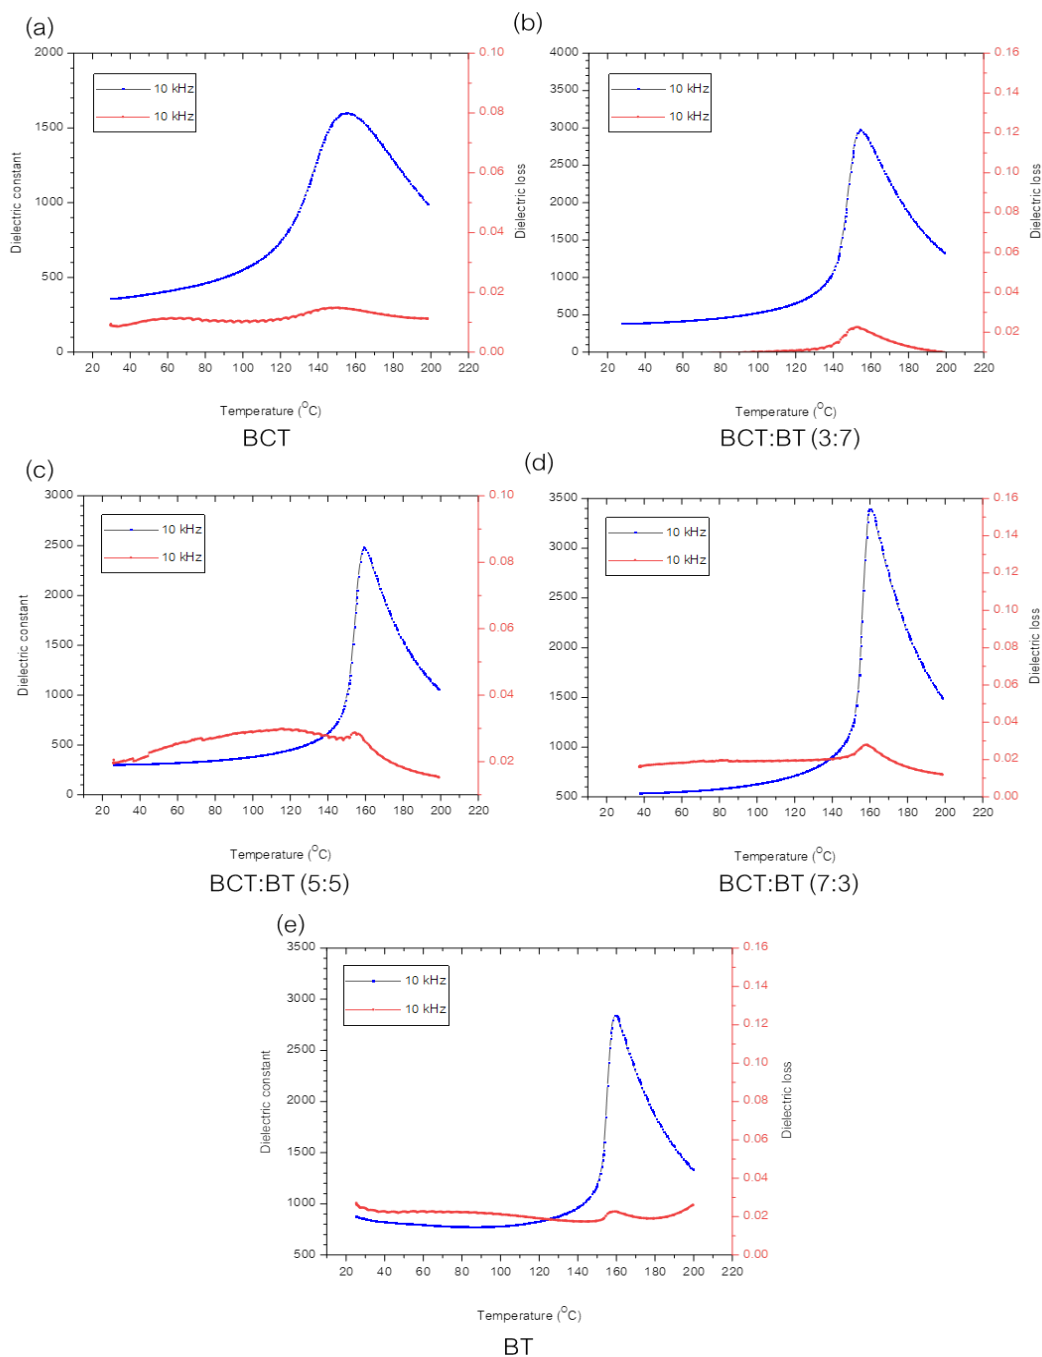 (a)
(b)
2000
1500
1000
500
0
0.10
0.08
0.06
0.04
0.02
0.00
10 kHz
10 kHz
Dielectric constant
Dielectric loss
20 40 60 80 100 120 140 160 180 200 220
Temperature (°C)
BCT
4000
3500
3000
2500
2000
1500
1000
500
0
0.16
0.14
0.12
0.10
0.08
0.06
0.04
0.02
10 kHz
10 kHz
Dielectric loss
20 40 60 80 100 120 140 160 180 200 220
Temperature (°C)
BCT:BT (3:7)
(c)
(d)
3000
2500
2000
1500
1000
500
0
0.10
0.08
0.06
0.04
0.02
10 kHz
10 kHz
Dielectric constant
20 40 60 80 100 120 140 160 180 200 220
Temperature (°C)
BCT:BT (5:5)
3500
3000
2500
2000
1500
1000
500
0.16
0.14
0.12
0.10
0.08
0.06
0.04
0.02
0.00
10 kHz
10 kHz
Dielectric loss
20 40 60 80 100 120 140 160 180 200 220
Temperature (°C)
BCT:BT (7:3)
(e)
3500
3000
2500
2000
1500
1000
500
0.16
0.14
0.12
0.10
0.08
0.06
0.04
0.02
0.00
10 kHz
10 kHz
Dielectric constant
Dielectric loss
20 40 60 80 100 120 140 160 180 200 220
Temperature (°C)
BT